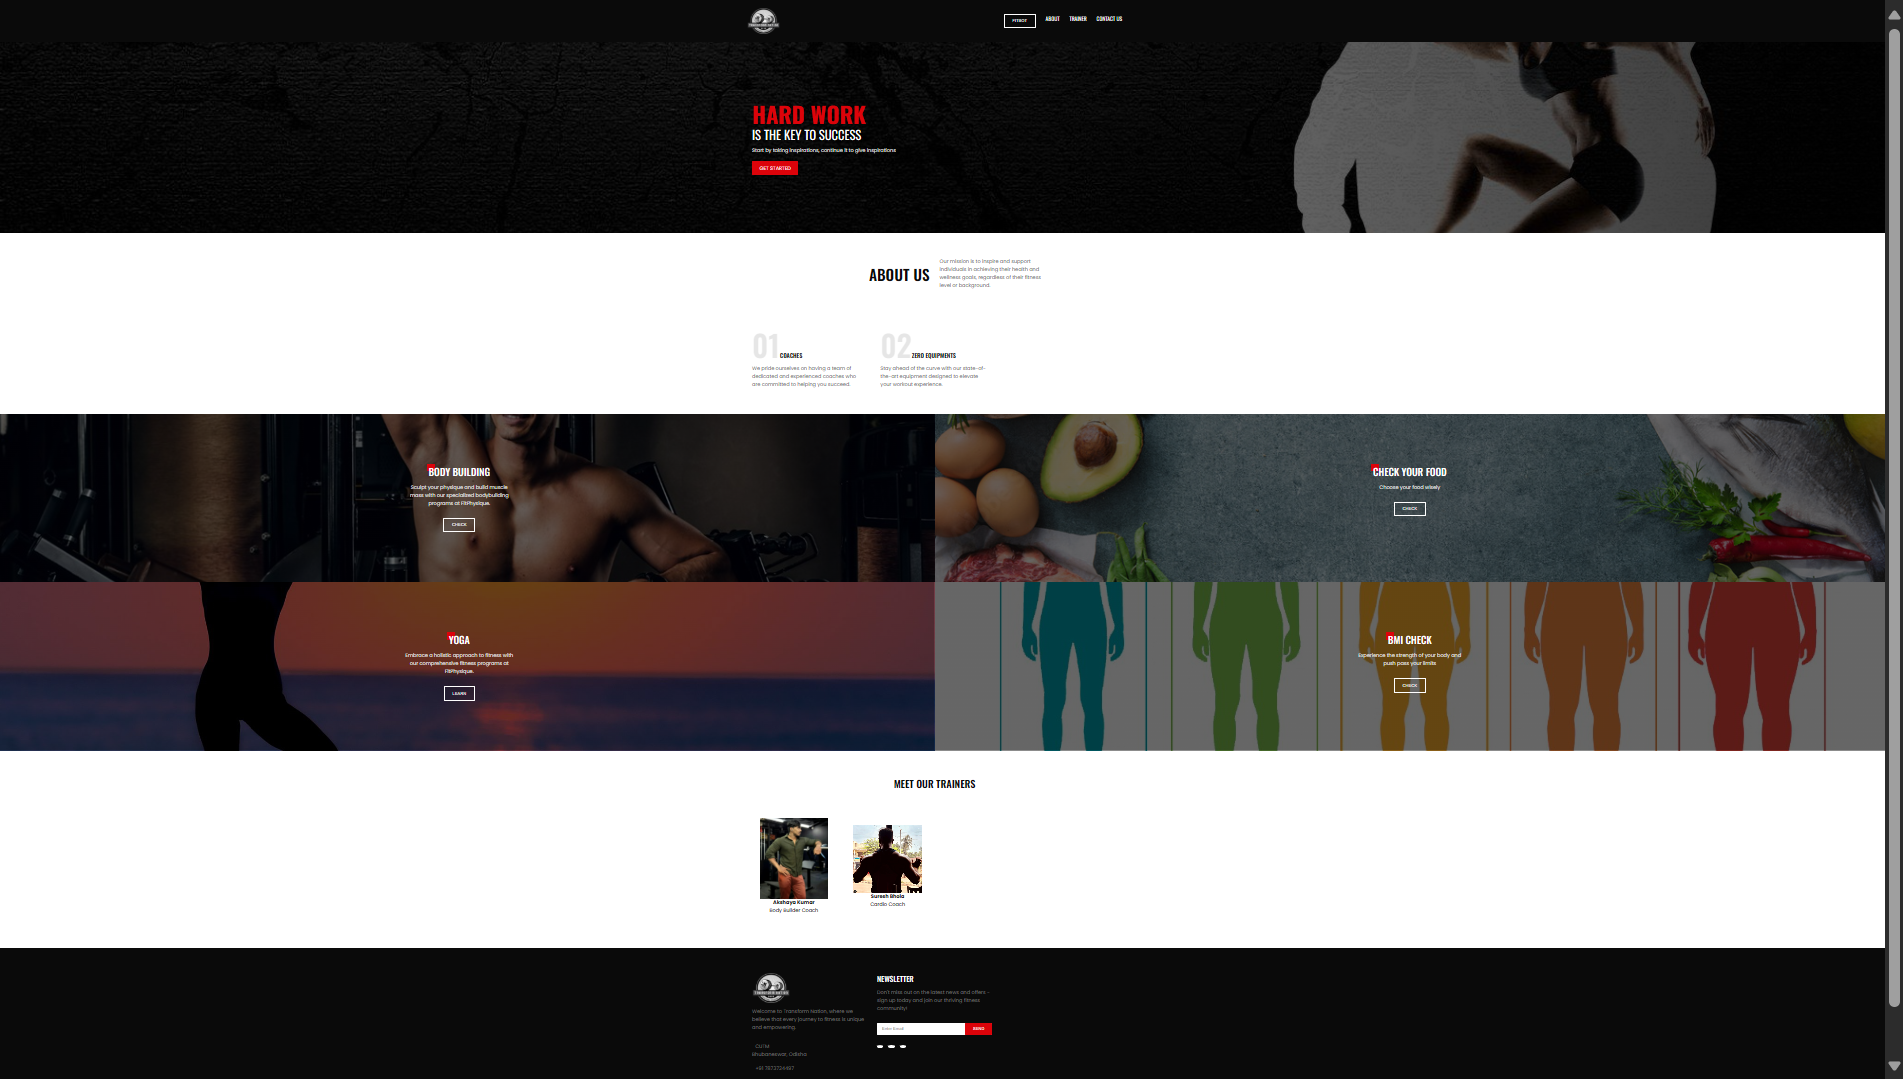 FITBOT
ABOUT
TRAINER
CONTACT US
HARD WORK
IS THE KEY TO SUCCESS
Start by taking inspirations, continue it to give inspirations
GET STARTED
ABOUT US
Our mission is to inspire and support
individuals in achieving their health and
wellness goals, regardless of their fitness
level or background.
01 COACHES
We pride ourselves on having a team of
dedicated and experienced coaches who
are committed to helping you succeed.
02 ZERO EQUIPMENTS
Stay ahead of the curve with our state-of-
the-art equipment designed to elevate
your workout experience.
BODY BUILDING
Sculpt your physique and build muscle
mass with our specialized bodybuilding
programs at FitPhysique.
CHECK
CHECK YOUR FOOD
Choose your food wisely
CHECK
YOGA
Embrace a holistic approach to fitness with
our comprehensive fitness programs at
FitPhysique.
LEARN
BMI CHECK
Experience the strength of your body and
push pass your limits
CHECK
MEET OUR TRAINERS
Akshaya Kumar
Body Builder Coach
Suresh Bhola
Cardio Coach
Welcome to Transform Nation, where we
believe that every journey to fitness is unique
and empowering.
CUTM
Bhubaneswar, Odisha
+91 7873734487
NEWSLETTER
Don't miss out on the latest news and offers -
sign up today and join our thriving fitness
community!
Enter Email
SEND